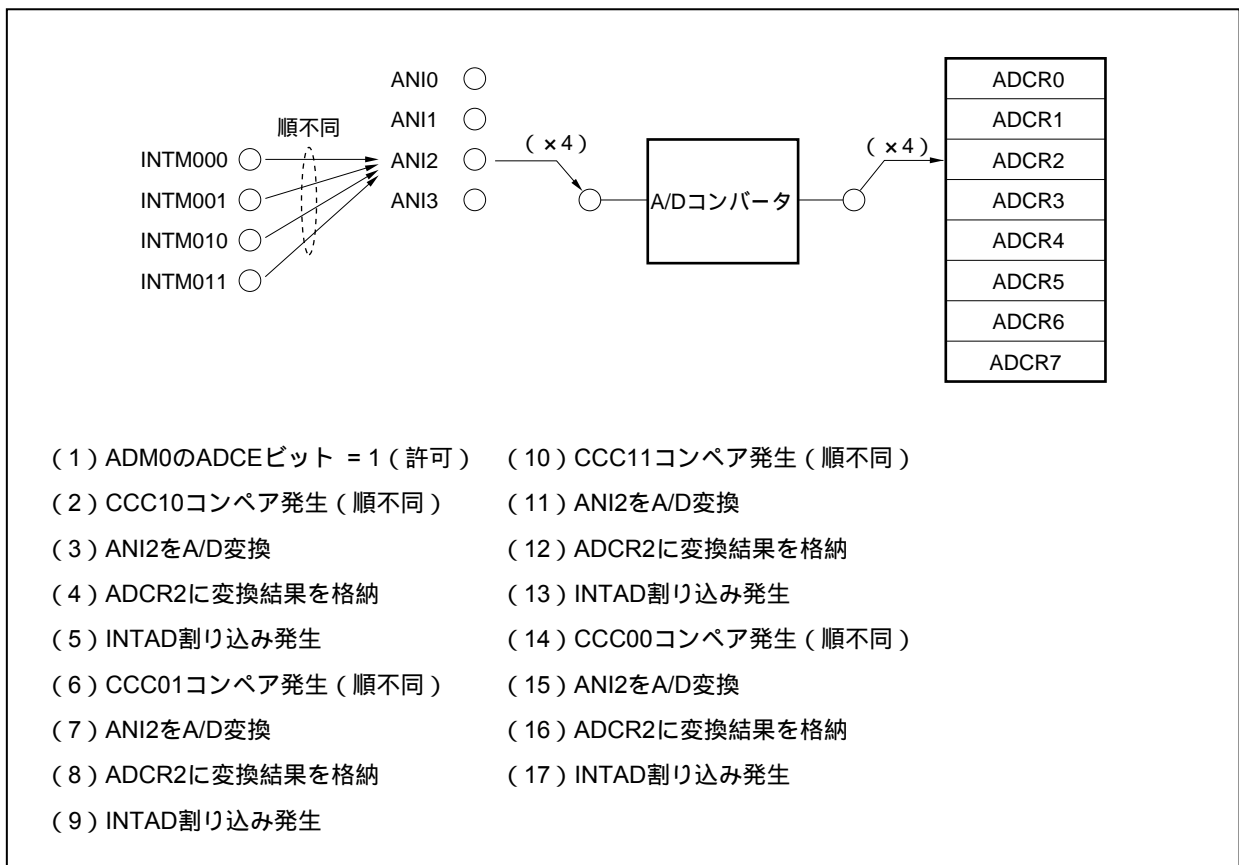 ANI0
ADCR0
順不同
ANI1
ADCR1
(×4)
(×4)
INTM000
ANI2
ADCR2
INTM001
ANI3
A/Dコンバータ
ADCR3
INTM010
ADCR4
INTM011
ADCR5
ADCR6
ADCR7
(1)ADM0のADCEビット = 1(許可)
(2)CCC10コンペア発生(順不同)
(3)ANI2をA/D変換
(4)ADCR2に変換結果を格納
(5)INTAD割り込み発生
(6)CCC01コンペア発生(順不同)
(7)ANI2をA/D変換
(8)ADCR2に変換結果を格納
(9)INTAD割り込み発生
(10)CCC11コンペア発生(順不同)
(11)ANI2をA/D変換
(12)ADCR2に変換結果を格納
(13)INTAD割り込み発生
(14)CCC00コンペア発生(順不同)
(15)ANI2をA/D変換
(16)ADCR2に変換結果を格納
(17)INTAD割り込み発生